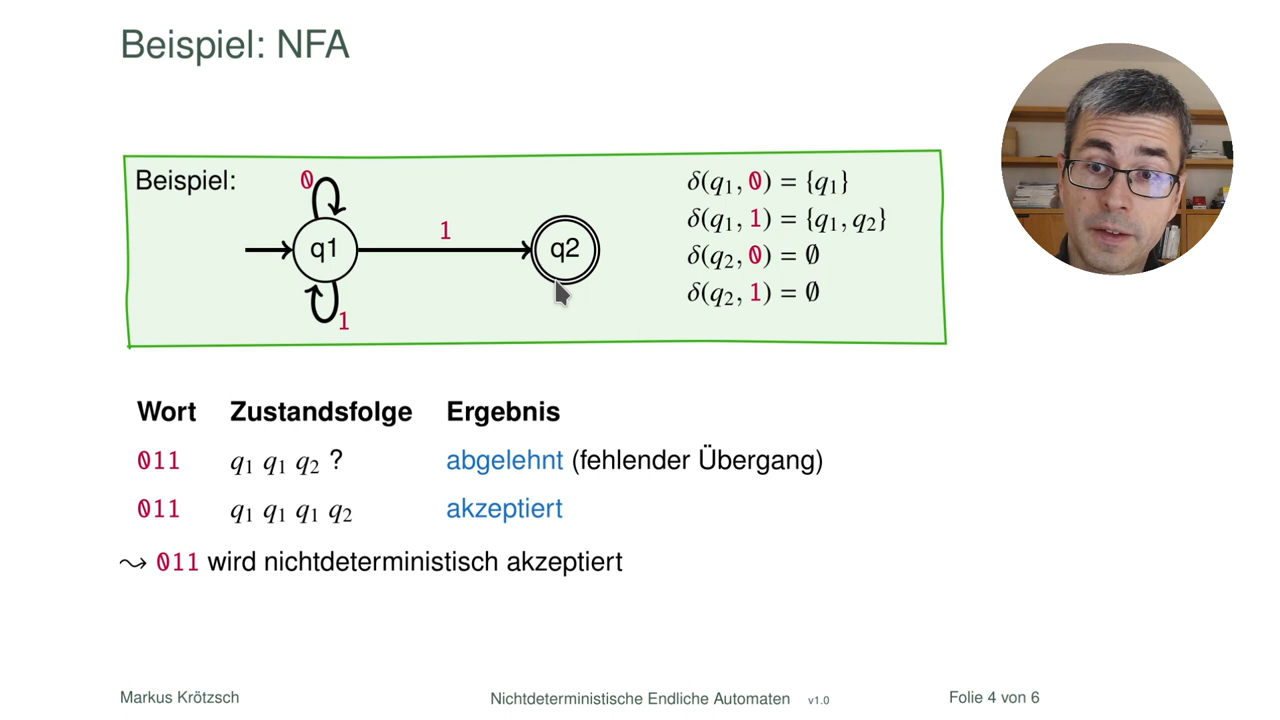 Beispiel: NFA
Beispiel:
0
1
q1
q2
1
δ(q₁, 0) = {q₁}
δ(q₁, 1) = {q₁, q₂}
δ(q₂, 0) = ∅
δ(q₂, 1) = ∅
Wort Zustandsfolge Ergebnis
011 q₁ q₁ q₂ ? abgelehnt (fehlender Übergang)
011 q₁ q₁ q₁ q₂ akzeptiert
⤳ 011 wird nichtdeterministisch akzeptiert
Markus Krötzsch Nichtdeterministische Endliche Automaten v1.0 Folie 4 von 6